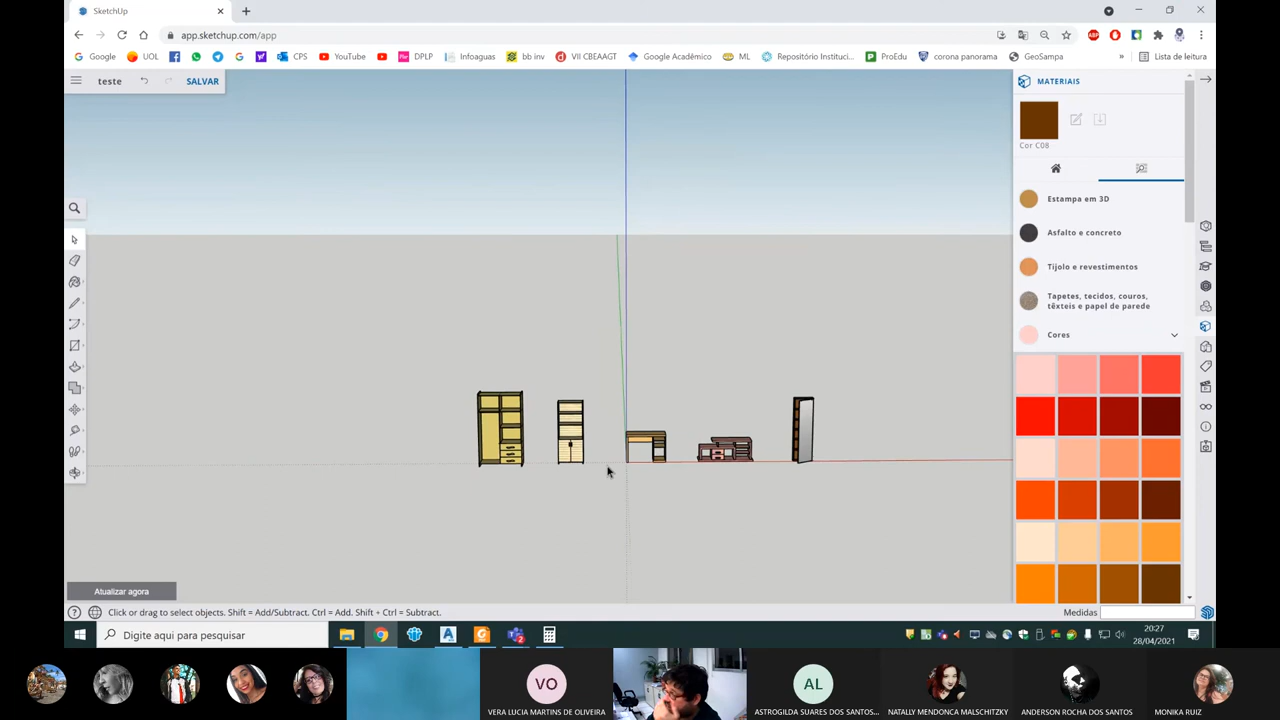 SketchUp
app.sketchup.com/app
Google
UOL
G
CPS
YouTube
DPLP
Infoaguas
bb inv
VII CBEAAGT
Google Acadêmico
ML
Repositório Instituci...
ProEdu
corona panorama
GeoSampa
»
Lista de leitura
teste
SALVAR
MATERIAIS
Cor C08
Estampa em 3D
Asfalto e concreto
Tijolo e revestimentos
Tapetes, tecidos, couros,
têxteis e papel de parede
Cores
Atualizar agora
Click or drag to select objects. Shift = Add/Subtract. Ctrl = Add. Shift + Ctrl = Subtract.
Medidas
Digite aqui para pesquisar
20:27
28/04/2021
VO
VERA LUCIA MARTINS DE OLIVEIRA
AL
ASTROGILDA SUARES DOS SANTOS...
NATALLY MENDONCA MALSCHITZKY
ANDERSON ROCHA DOS SANTOS
MONIKA RUIZ